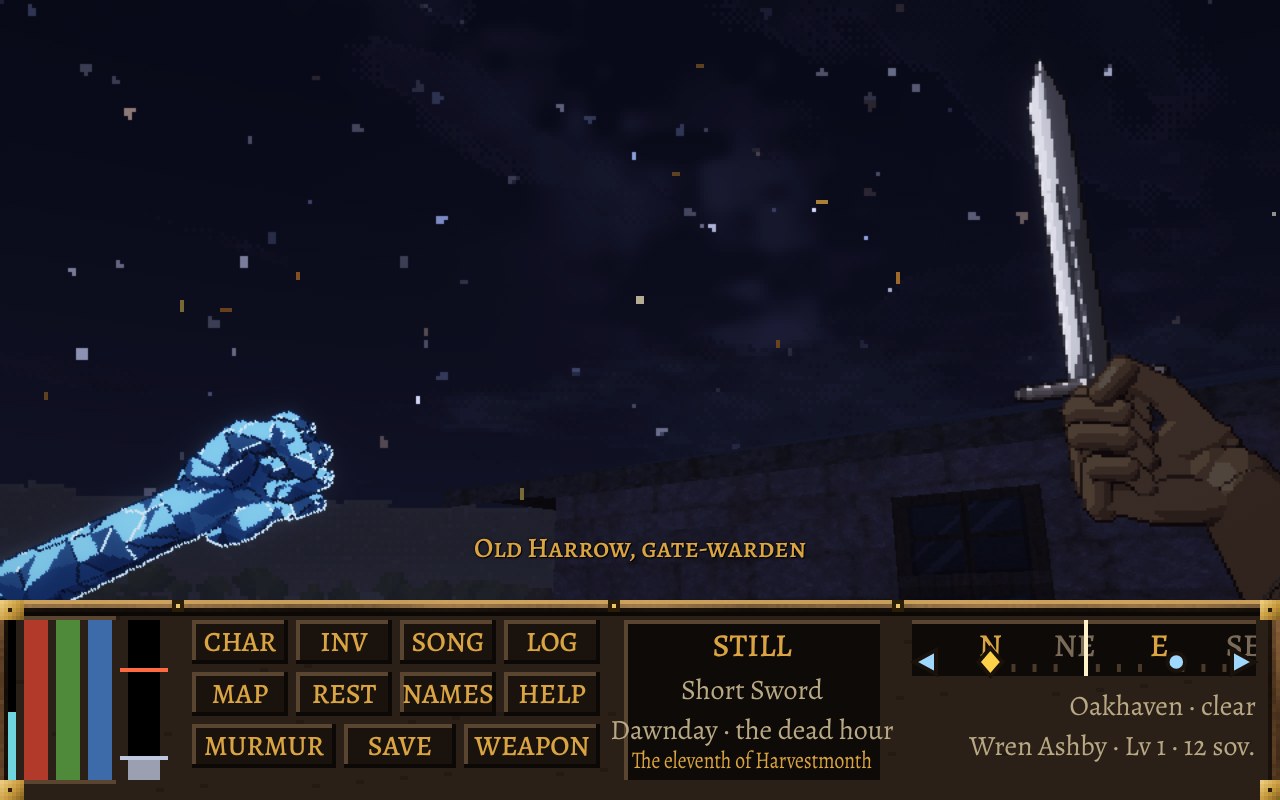 Old Harrow, gate-warden
CHAR INV SONG LOG
MAP REST NAMES HELP
MURMUR SAVE WEAPON
STILL
Short Sword
Dawnday · the dead hour
The eleventh of Harvestmonth
N NE E SE
Oakhaven · clear
Wren Ashby · Lv 1 · 12 sov.